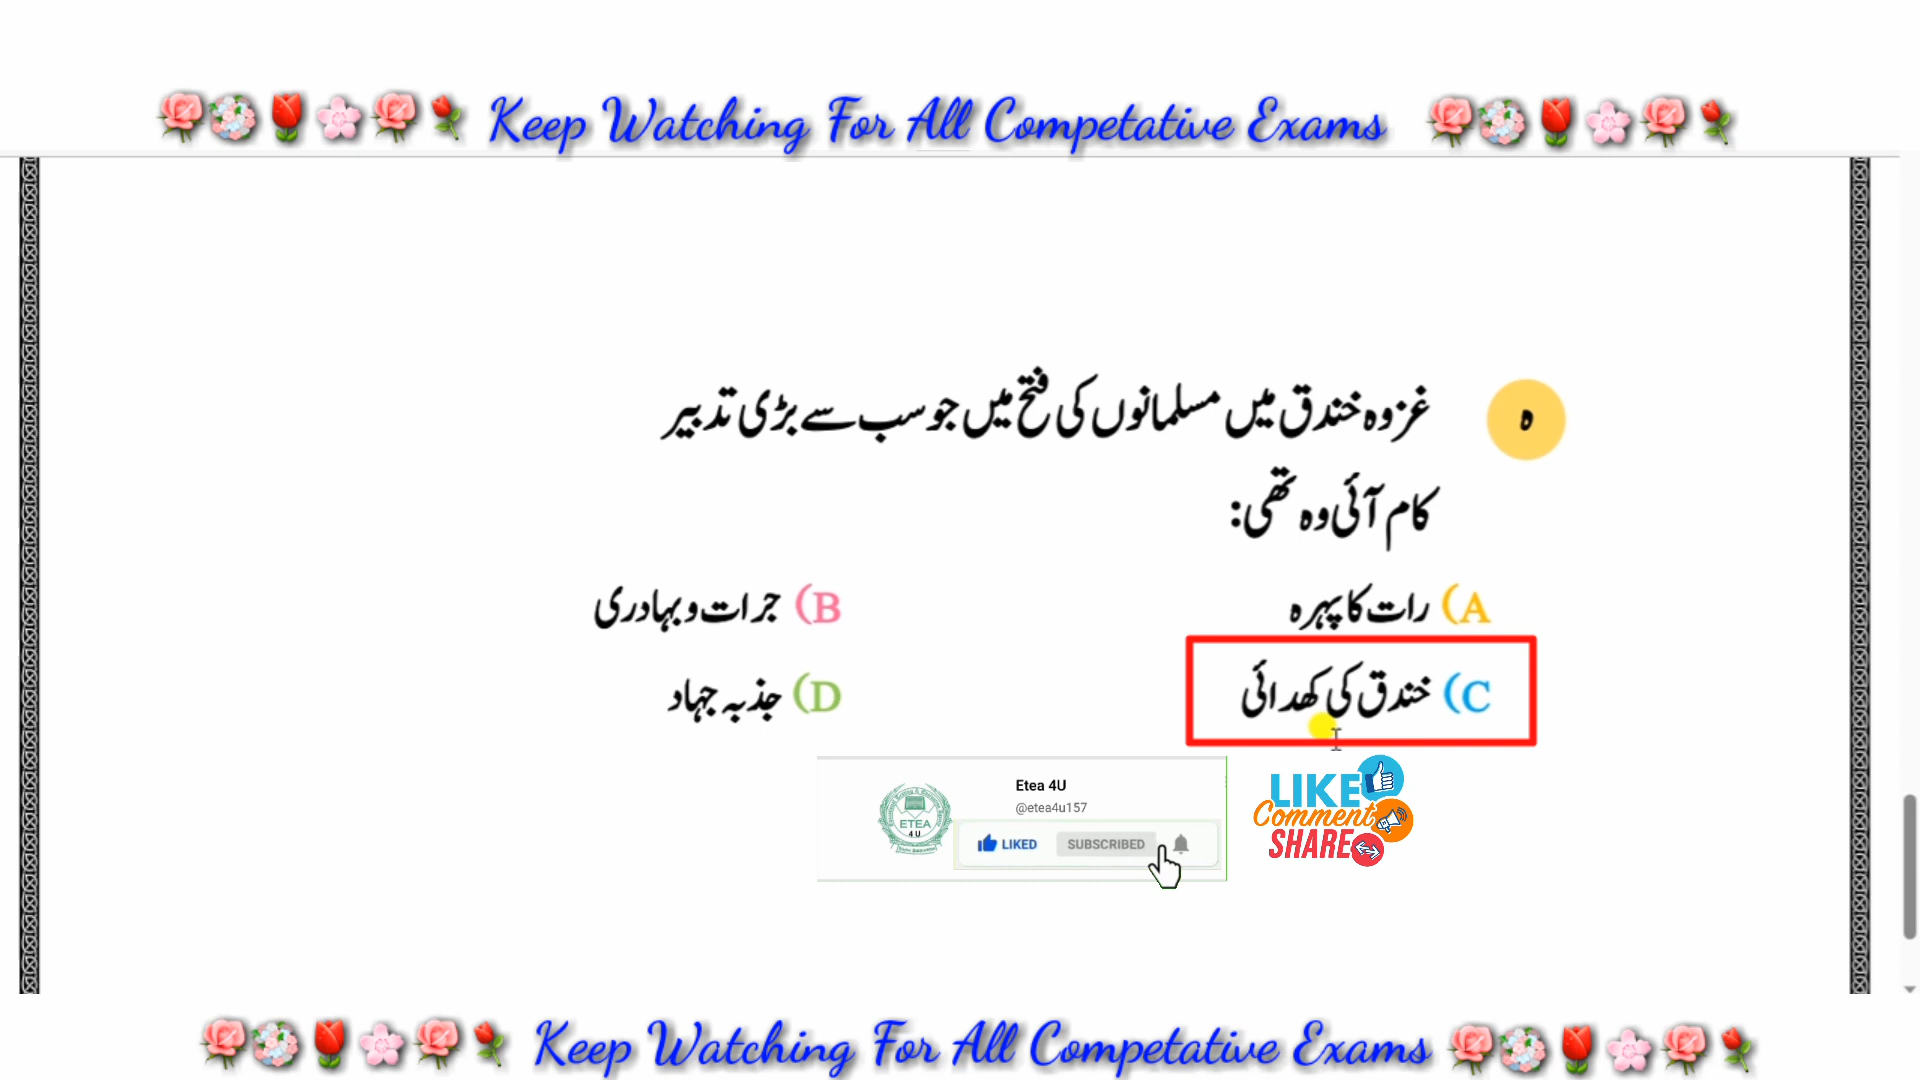 Keep Watching For All Competative Exams
ہ غزوہ خندق میں مسلمانوں کی فتح میں جو سب سے بڑی تدبیر
کام آئی وہ تھی:
A) رات کا پہرہ
B) جرات و بہادری
C) خندق کی کھدائی
D) جذبہ جہاد
Etea 4U
@etea4u157
LIKED SUBSCRIBED
ETEA
4 U
LIKE
Comment
SHARE
Keep Watching For All Competative Exams